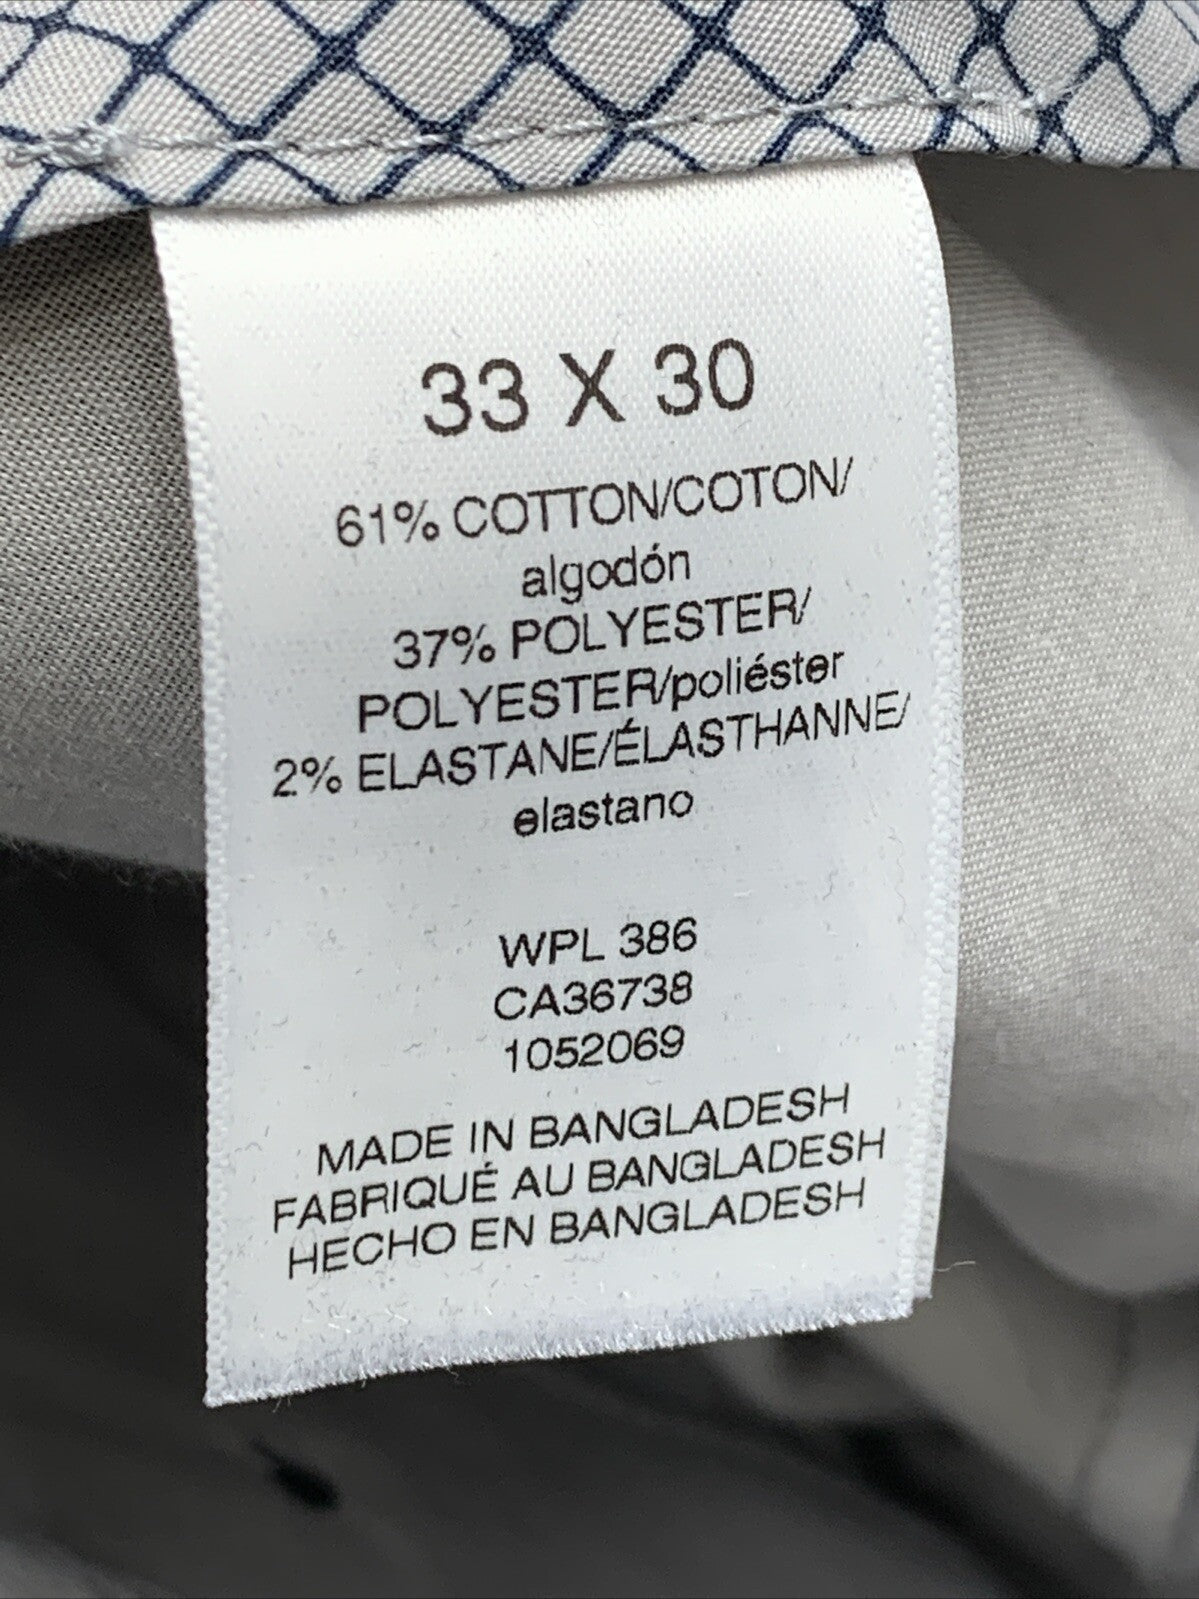 33 X 30
61% COTTON/COTON/
algodón
37% POLYESTER/
POLYESTER/poliéster
2% ELASTANE/ÉLASTHANNE/
elastano
WPL 386
CA36738
1052069
MADE IN BANGLADESH
FABRIQUÉ AU BANGLADESH
HECHO EN BANGLADESH